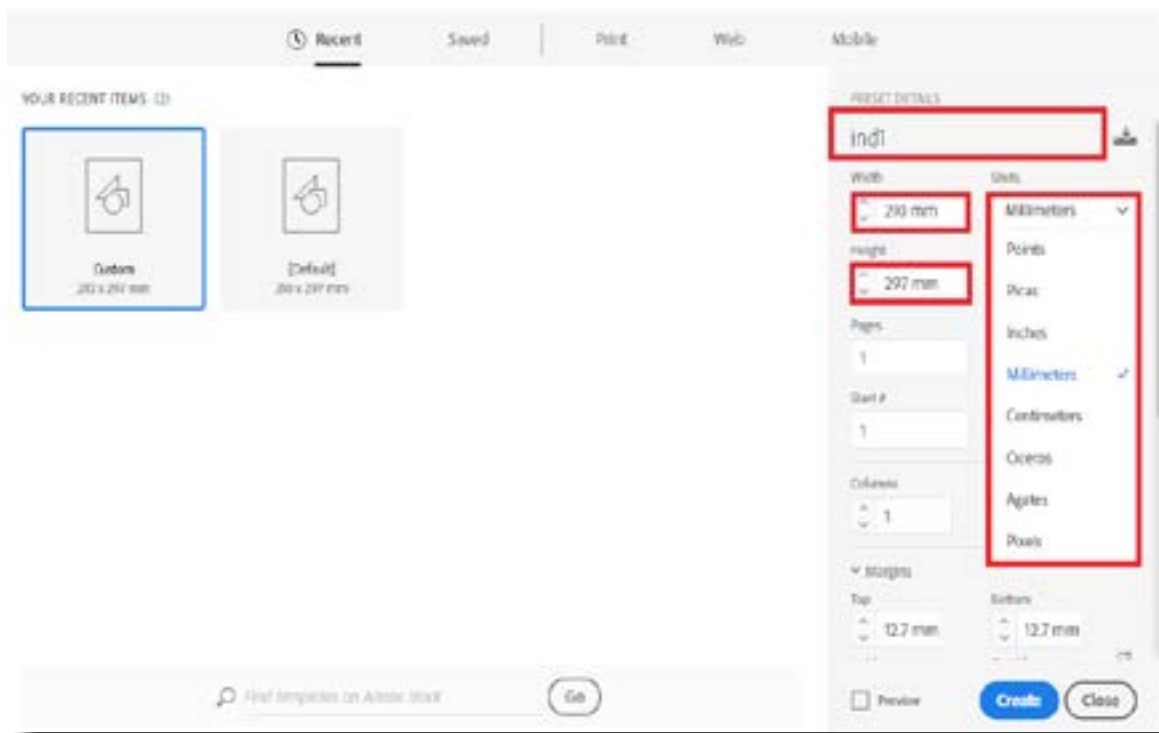 Recent Saved Print Web Mobile
YOUR RECENT ITEMS (2)
Custom
[Default]
PRESET DETAILS
ind1
Width
Units
Millimeters
Height
297 mm
Points
Picas
Inches
Millimeters
Centimeters
Ciceros
Agates
Pixels
Pages
1
Start #
1
Columns
1
Margins
Top
Bottom
12.7 mm
12.7 mm
Find templates on Adobe Stock
Go
Preview
Create
Close